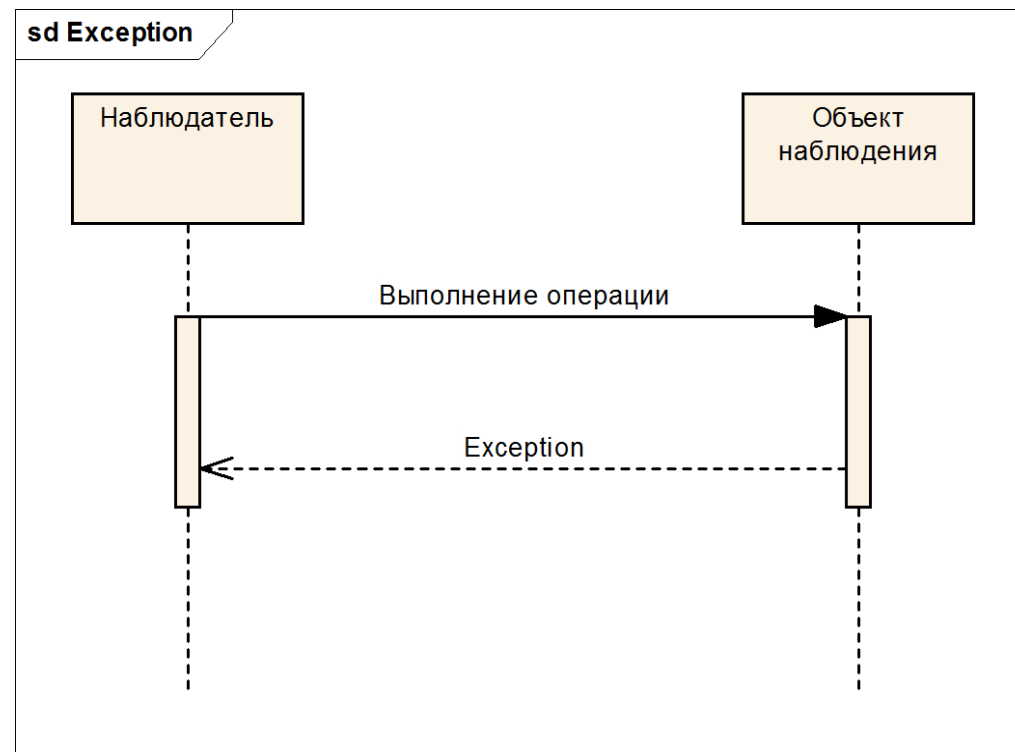 sd Exception
Наблюдатель
Объект
наблюдения
Выполнение операции
Exception